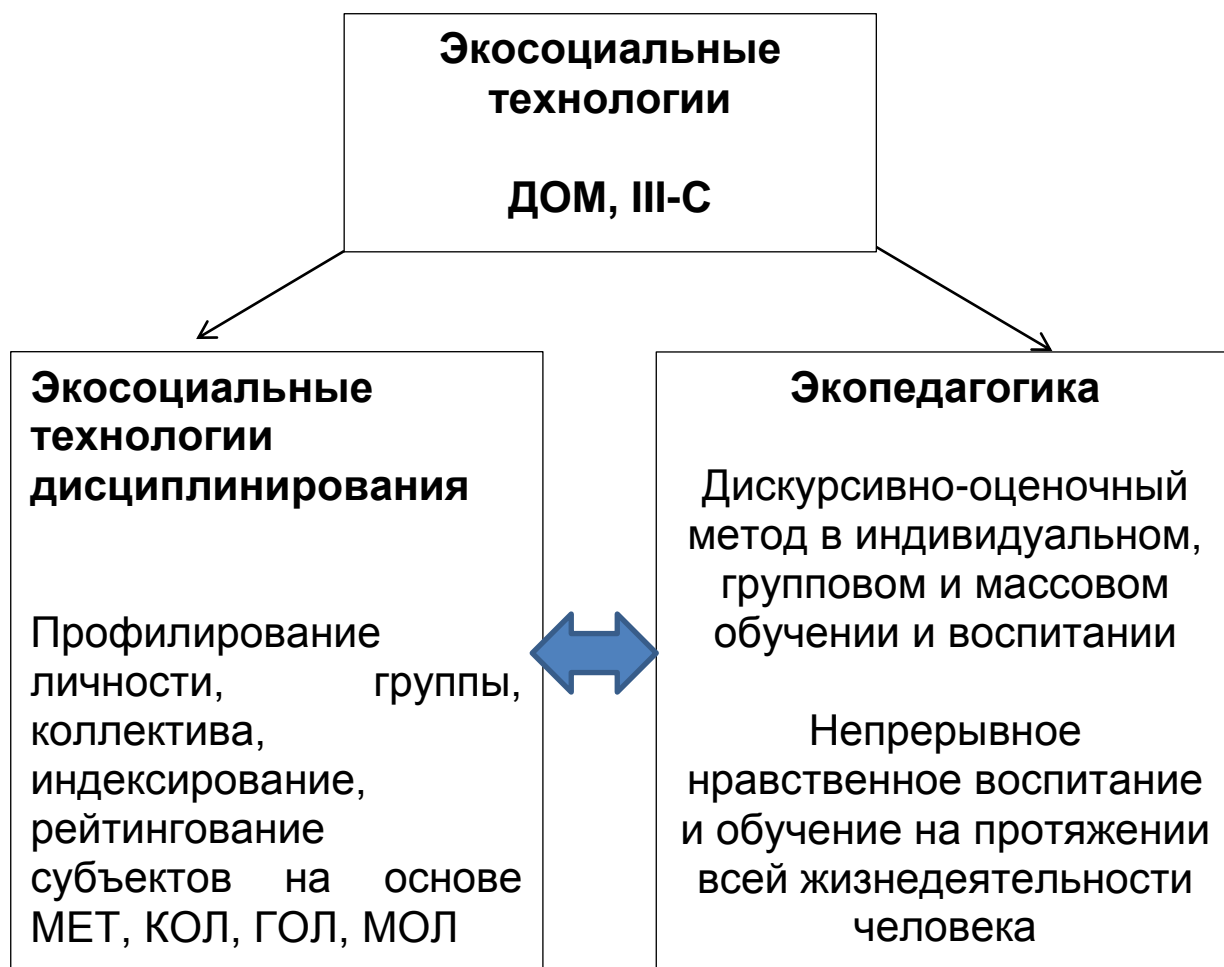 Экосоциальные
технологии
ДОМ, III-С
Экосоциальные
технологии
дисциплинирования
Профилирование
личности, группы,
коллектива,
индексирование,
рейтингование
субъектов на основе
МЕТ, КОЛ, ГОЛ, МОЛ
Экопедагогика
Дискурсивно-оценочный
метод в индивидуальном,
групповом и массовом
обучении и воспитании
Непрерывное
нравственное воспитание
и обучение на протяжении
всей жизнедеятельности
человека